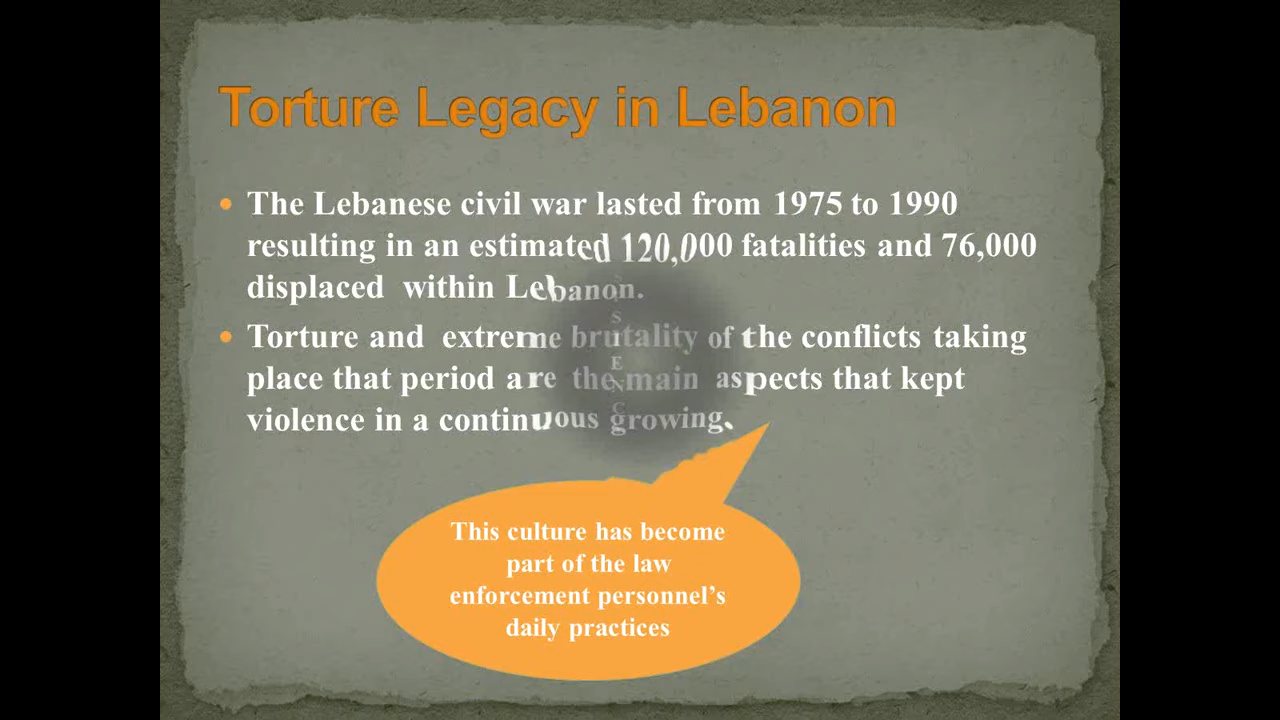 Torture Legacy in Lebanon
• The Lebanese civil war lasted from 1975 to 1990
resulting in an estimated 120,000 fatalities and 76,000
displaced within Lebanon.
• Torture and extreme brutality of the conflicts taking
place that period are the main aspects that kept
violence in a continuous growing.
This culture has become
part of the law
enforcement personnel’s
daily practices